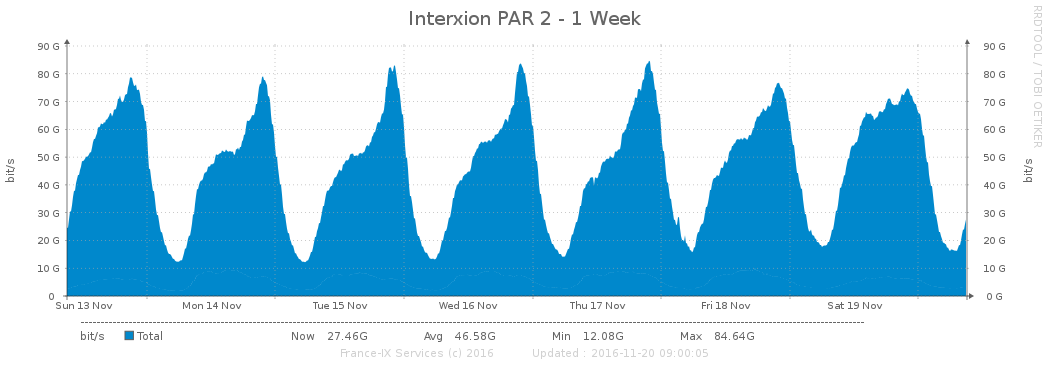 Interxion PAR 2 - 1 Week
RRDTOOL / TOBI OETIKER
bit/s
90 G 90 G
80 G 80 G
70 G 70 G
60 G 60 G
50 G 50 G
40 G 40 G
30 G 30 G
20 G 20 G
10 G 10 G
0 0 G
bit/s
Sun 13 Nov Mon 14 Nov Tue 15 Nov Wed 16 Nov Thu 17 Nov Fri 18 Nov Sat 19 Nov
bit/s Total Now 27.46G Avg 46.58G Min 12.08G Max 84.64G
France-IX Services (c) 2016 Updated : 2016-11-20 09:00:05